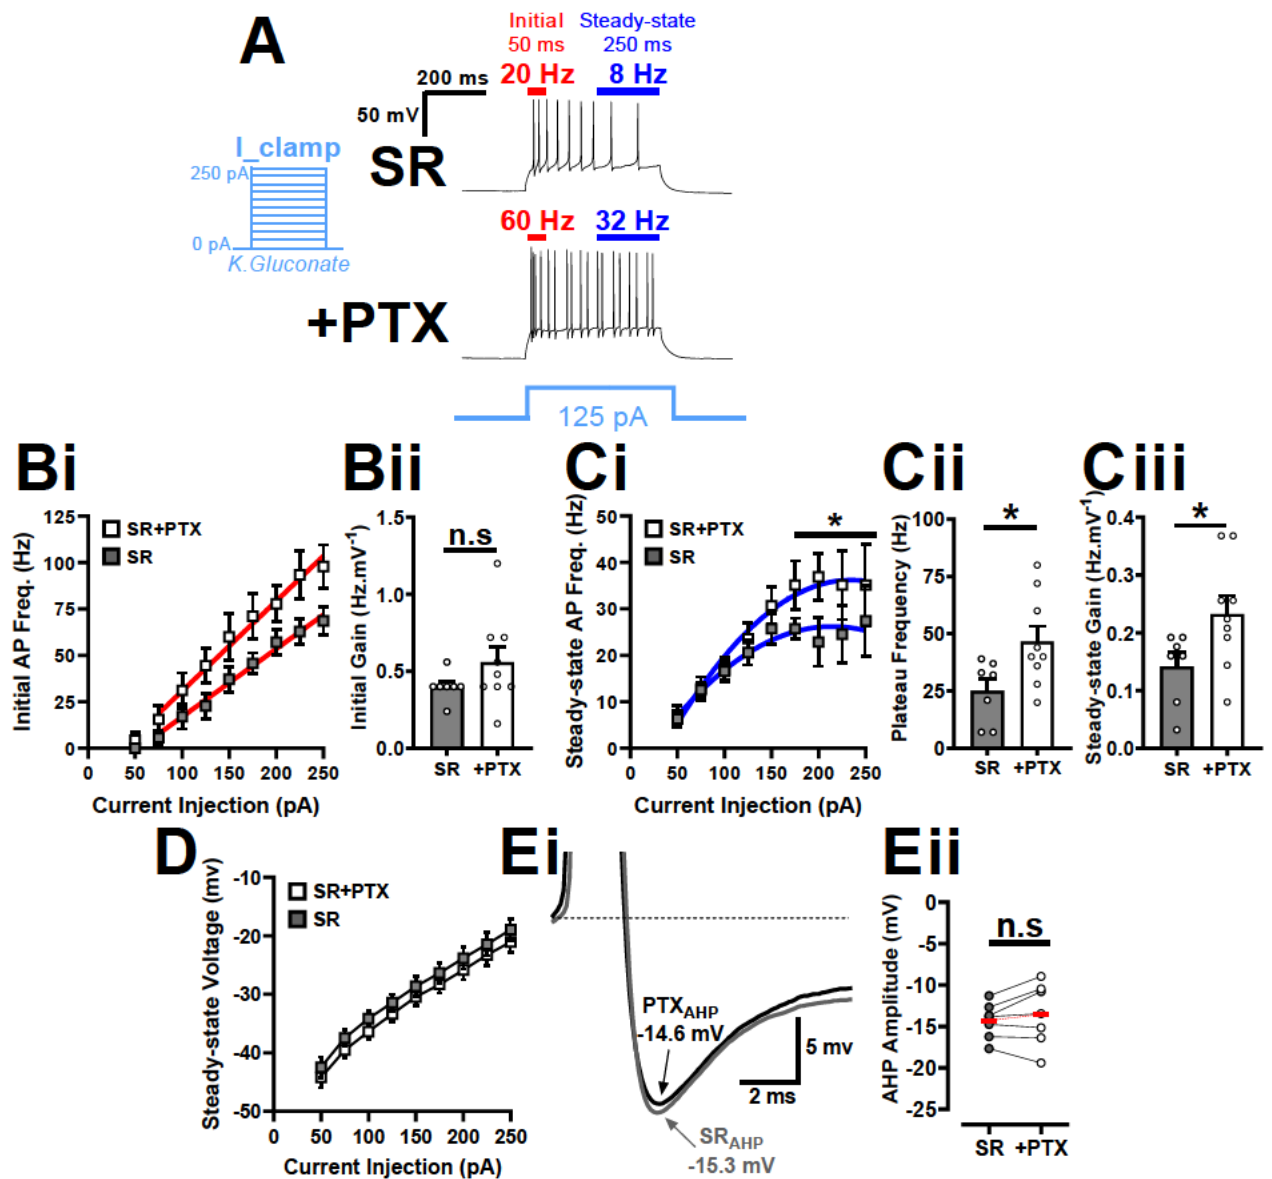 A
Initial
50 ms
Steady-state
250 ms
200 ms
20 Hz
8 Hz
50 mV
SR
I_clamp
250 pA
0 pA
K.Gluconate
60 Hz
32 Hz
+PTX
125 pA
Bi
Initial AP Freq. (Hz)
125
100
75
50
25
0
SR+PTX
SR
0 50 100 150 200 250
Current Injection (pA)
Bii
Initial Gain (Hz.mV-1)
1.5
1.0
0.5
0.0
n.s
SR +PTX
Ci
Steady-state AP Freq. (Hz)
50
40
30
20
10
0
SR+PTX
SR
*
0 50 100 150 200 250
Current Injection (pA)
Cii
Plateau Frequency (Hz)
100
75
50
25
0
*
SR +PTX
Ciii
Steady-state Gain (Hz.mV-1)
0.4
0.3
0.2
0.1
0.0
*
SR +PTX
D
Steady-state Voltage (mv)
-10
-20
-30
-40
-50
SR+PTX
SR
0 50 100 150 200 250
Current Injection (pA)
Ei
PTXAHP
-14.6 mV
5 mv
2 ms
SRAHP
-15.3 mV
Eii
AHP Amplitude (mV)
0
-5
-10
-15
-20
-25
n.s
SR +PTX